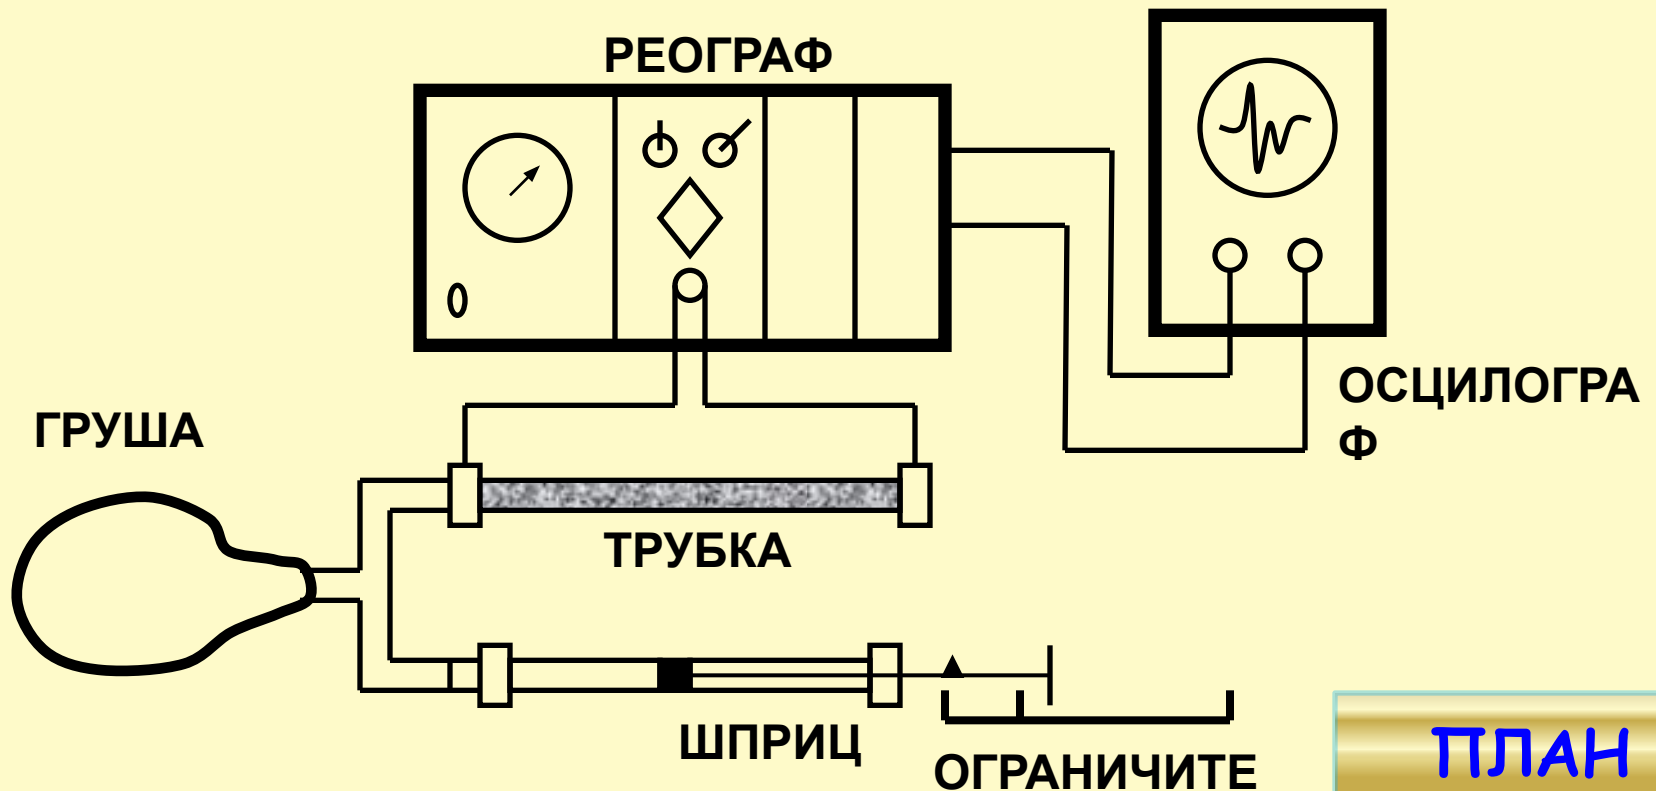 РЕОГРАФ
ОСЦИЛОГРА
Ф
ГРУША
ТРУБКА
ШПРИЦ
ОГРАНИЧИТЕ
ПЛАН